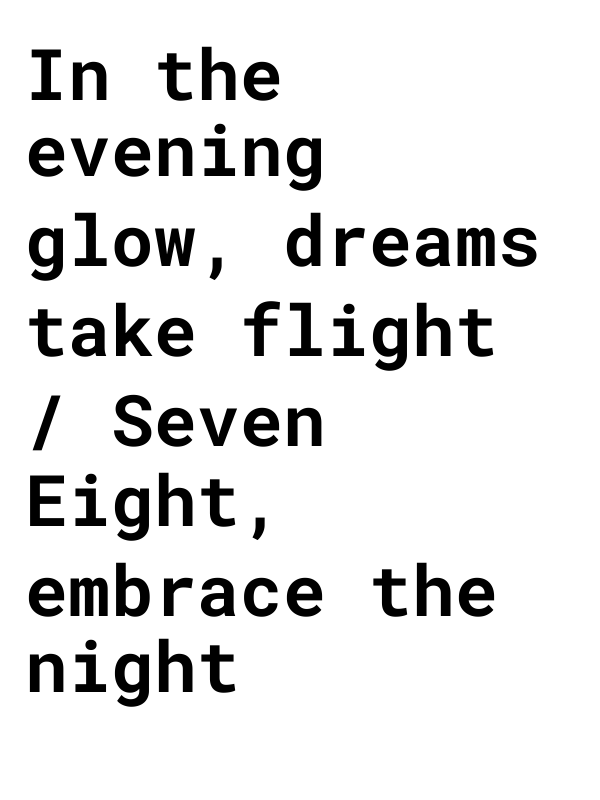 In the
evening
glow, dreams
take flight
/ Seven
Eight,
embrace the
night